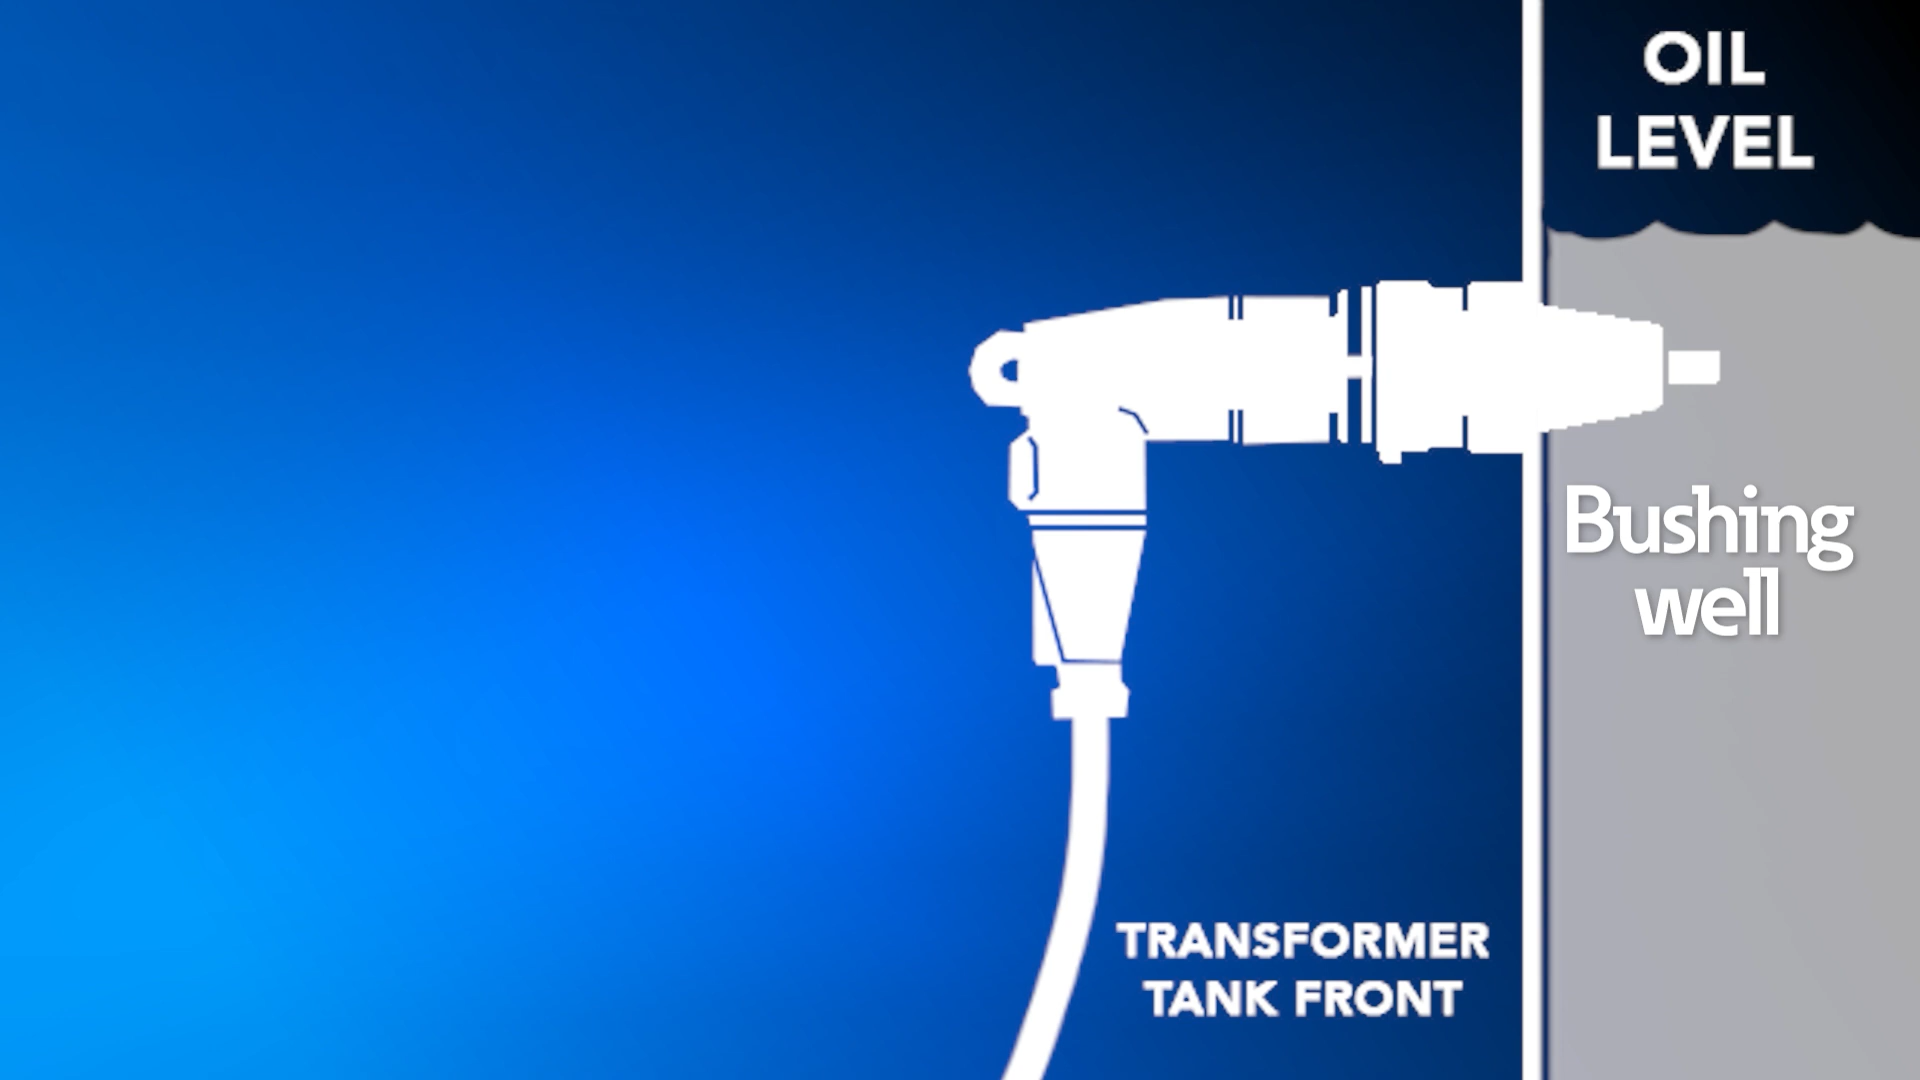 OIL
LEVEL
Bushing
well
TRANSFORMER
TANK FRONT